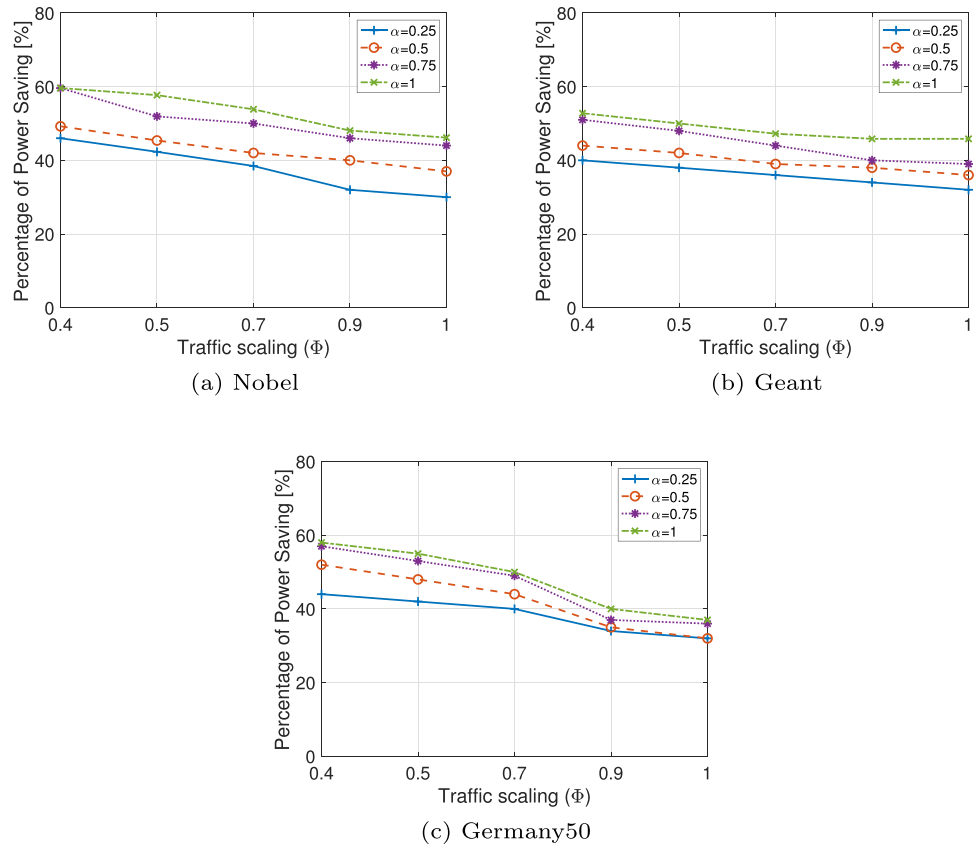 Percentage of Power Saving [%]
80
60
40
20
0
0.4 0.5 0.7 0.9 1
Traffic scaling (Φ)
α=0.25
α=0.5
α=0.75
α=1
(a) Nobel
Percentage of Power Saving [%]
80
60
40
20
0
0.4 0.5 0.7 0.9 1
Traffic scaling (Φ)
α=0.25
α=0.5
α=0.75
α=1
(b) Geant
Percentage of Power Saving [%]
80
60
40
20
0
0.4 0.5 0.7 0.9 1
Traffic scaling (Φ)
α=0.25
α=0.5
α=0.75
α=1
(c) Germany50